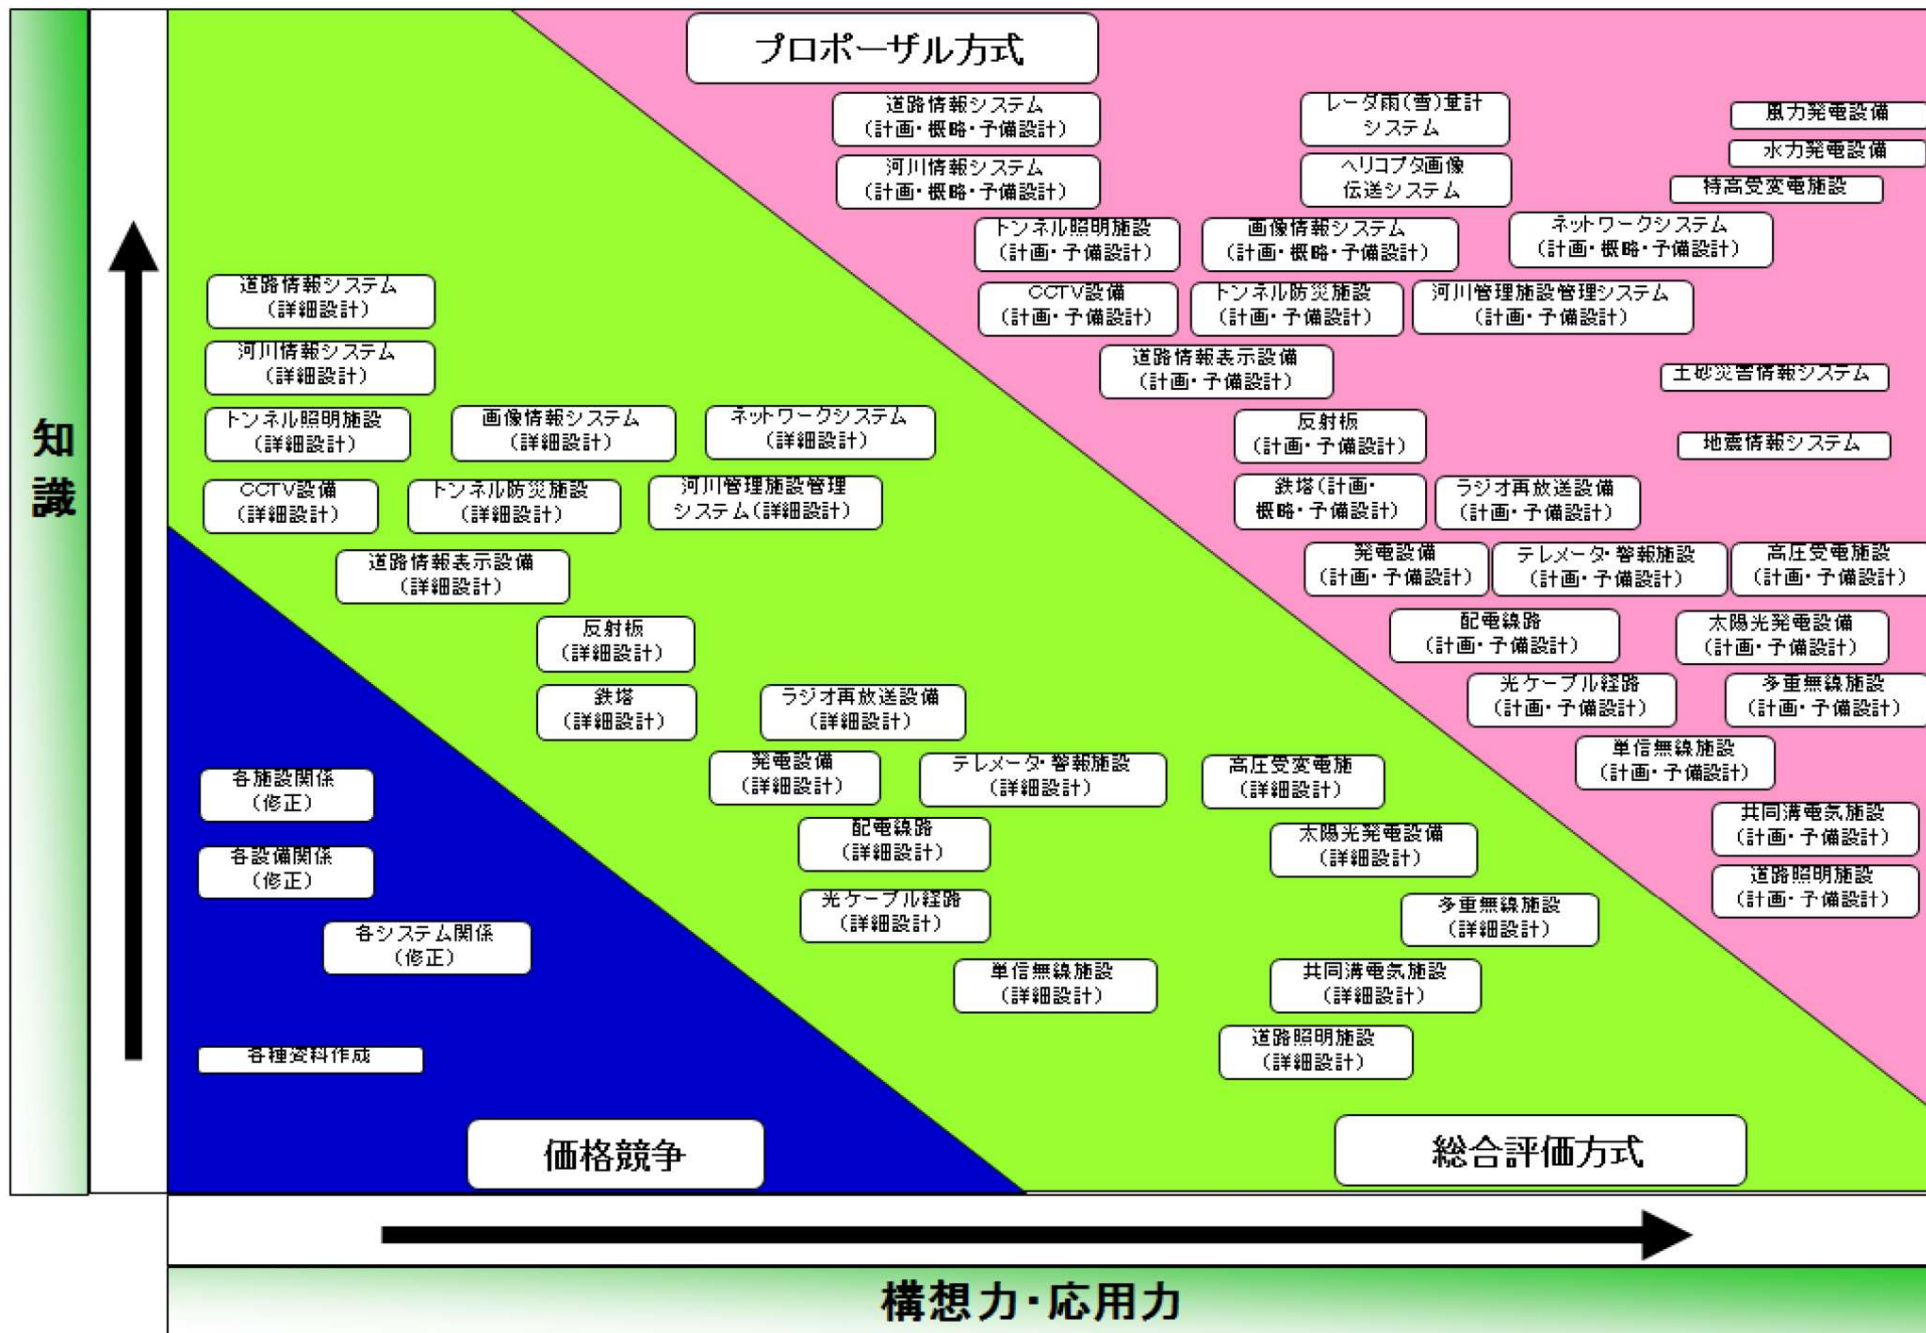 プロポーザル方式
道路情報システム
(計画・概略・予備設計)
レーダ雨(雪)量計
システム
風力発電設備
水力発電設備
河川情報システム
(計画・概略・予備設計)
ヘリコプタ画像
伝送システム
特高受変電施設
トンネル照明施設
(計画・予備設計)
画像情報システム
(計画・概略・予備設計)
ネットワークシステム
(計画・概略・予備設計)
CCTV設備
(計画・予備設計)
トンネル防災施設
(計画・予備設計)
河川管理施設管理システム
(計画・予備設計)
道路情報表示設備
(計画・予備設計)
土砂災害情報システム
反射板
(計画・予備設計)
地震情報システム
鉄塔(計画・
概略・予備設計)
ラジオ再放送設備
(計画・予備設計)
発電設備
(計画・予備設計)
テレメータ・警報施設
(計画・予備設計)
高圧受電施設
(計画・予備設計)
配電線路
(計画・予備設計)
太陽光発電設備
(計画・予備設計)
光ケーブル経路
(計画・予備設計)
多重無線施設
(計画・予備設計)
単信無線施設
(計画・予備設計)
共同溝電気施設
(計画・予備設計)
道路照明施設
(計画・予備設計)
知
識
道路情報システム
(詳細設計)
河川情報システム
(詳細設計)
トンネル照明施設
(詳細設計)
画像情報システム
(詳細設計)
ネットワークシステム
(詳細設計)
CCTV設備
(詳細設計)
トンネル防災施設
(詳細設計)
河川管理施設管理
システム(詳細設計)
道路情報表示設備
(詳細設計)
反射板
(詳細設計)
鉄塔
(詳細設計)
ラジオ再放送設備
(詳細設計)
発電設備
(詳細設計)
テレメータ・警報施設
(詳細設計)
高圧受変電施
(詳細設計)
配電線路
(詳細設計)
太陽光発電設備
(詳細設計)
光ケーブル経路
(詳細設計)
多重無線施設
(詳細設計)
単信無線施設
(詳細設計)
共同溝電気施設
(詳細設計)
道路照明施設
(詳細設計)
総合評価方式
各施設関係
(修正)
各設備関係
(修正)
各システム関係
(修正)
各種資料作成
価格競争
構想力・応用力